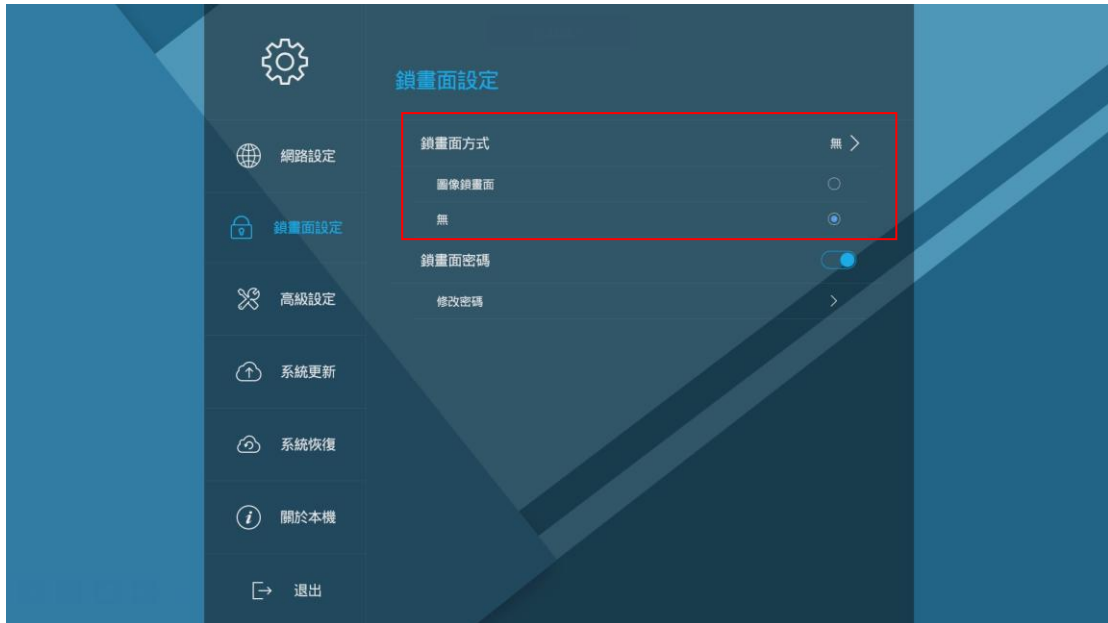 鎖畫面設定
網路設定
鎖畫面設定
高級設定
系統更新
系統恢復
關於本機
退出
鎖畫面方式 無
圖像鎖畫面
無
鎖畫面密碼
修改密碼